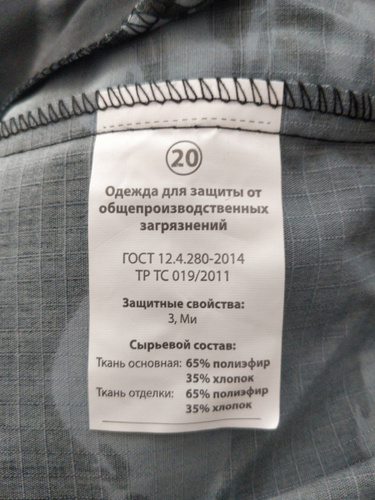 20
Одежда для защиты от
общепроизводственных
загрязнений
ГОСТ 12.4.280-2014
ТР ТС 019/2011
Защитные свойства:
З, Ми
Сырьевой состав:
Ткань основная: 65% полиэфир
35% хлопок
Ткань отделки: 65% полиэфир
35% хлопок